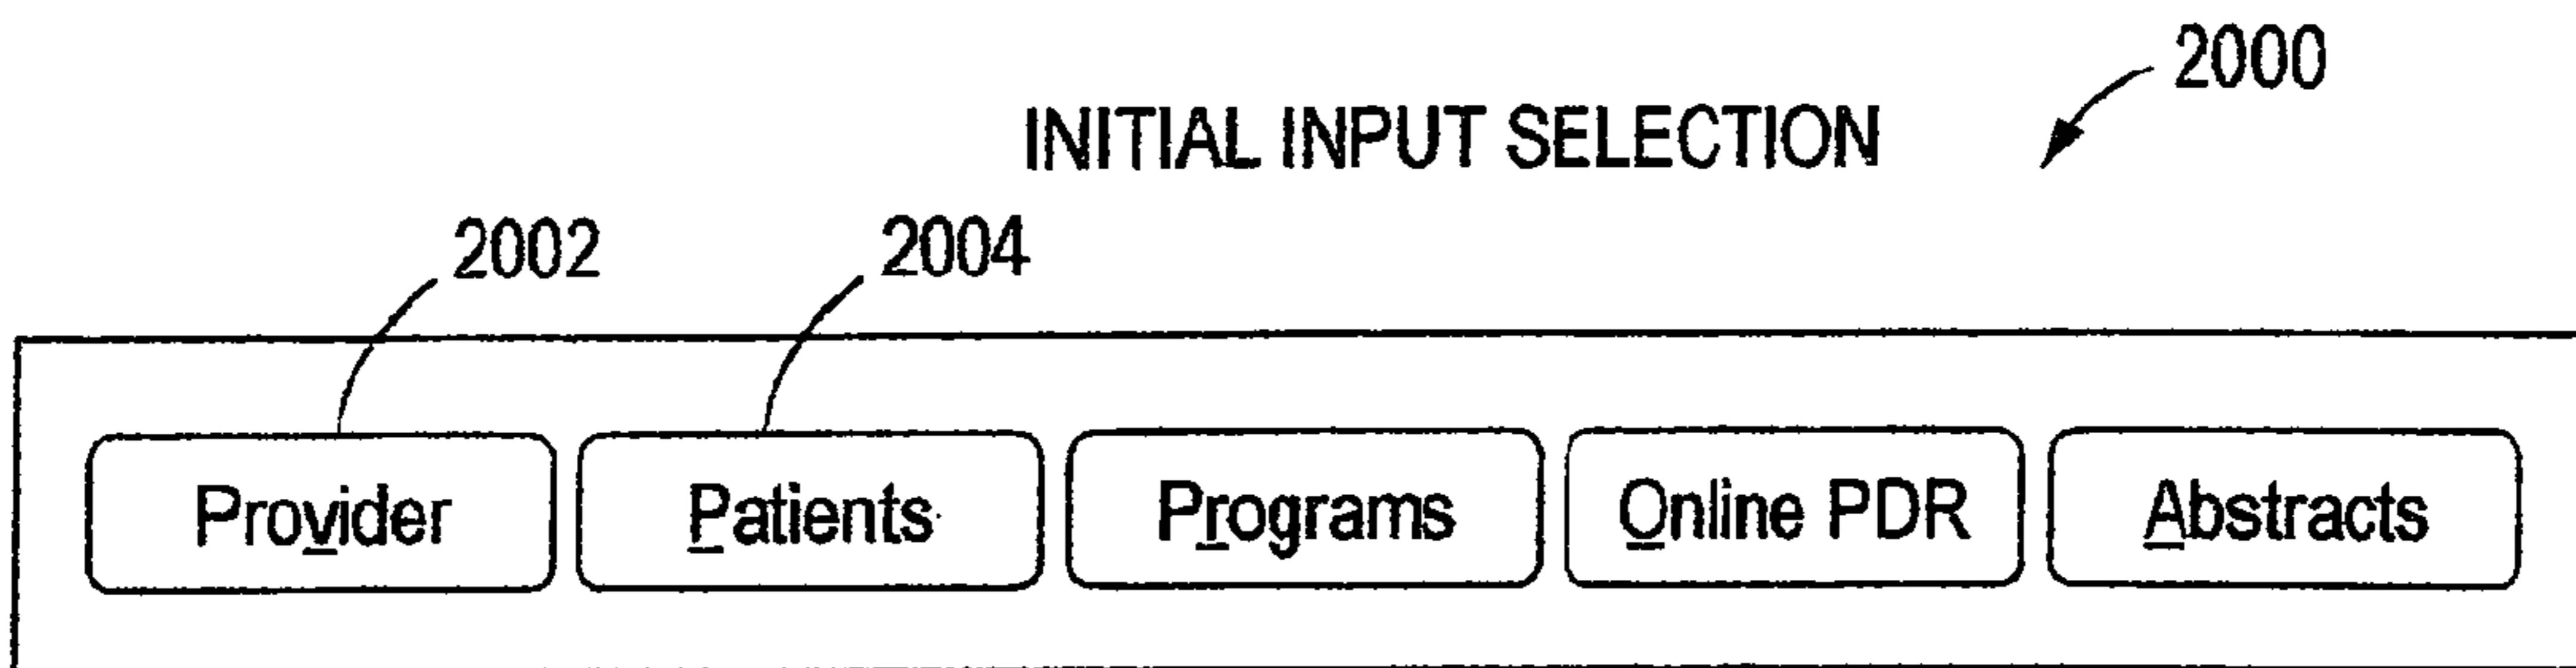 2000
INITIAL INPUT SELECTION
2002 2004
Provider Patients Programs Online PDR Abstracts